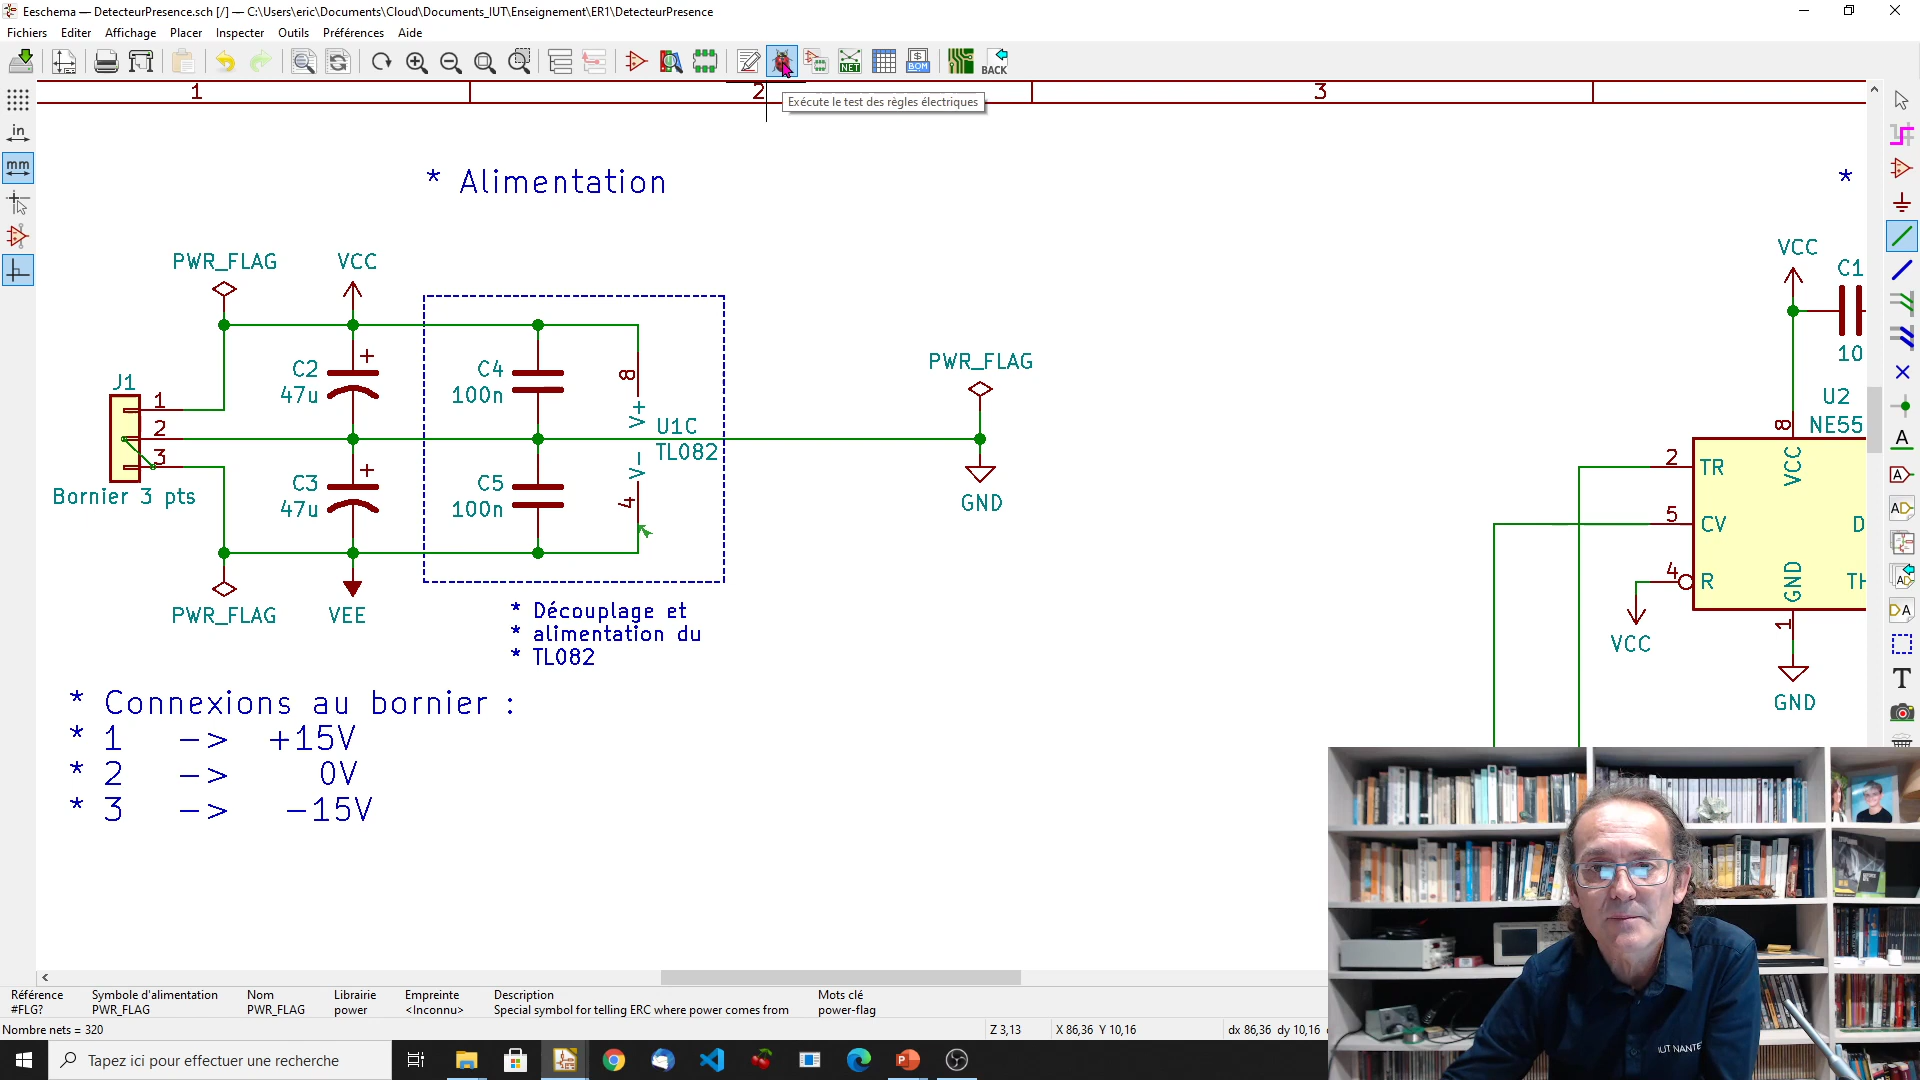 Eeschema — DetecteurPresence.sch [/] — C:\Users\eric\Documents\Cloud\Documents_IUT\Enseignement\ER1\DetecteurPresence
Fichiers Editer Affichage Placer Inspecter Outils Préférences Aide
NET
BOM
BACK
1 2 3
Exécute le test des règles électriques
in
mm
* Alimentation
*
PWR_FLAG VCC
VCC
C1
10
PWR_FLAG
J1
1
2
3
Bornier 3 pts
C2
47u
C3
47u
C4
100n
C5
100n
8
V+
V-
4
U1C
TL082
GND
PWR_FLAG VEE
* Découplage et
* alimentation du
* TL082
U2
NE55
8
VCC
2 TR
5 CV
4 R
D
TH
GND
1
VCC
GND
* Connexions au bornier :
* 1 -> +15V
* 2 -> 0V
* 3 -> -15V
A
T
IUT NANTE
Référence Symbole d'alimentation Nom Librairie Empreinte Description Mots clé
#FLG? PWR_FLAG PWR_FLAG power <Inconnu> Special symbol for telling ERC where power comes from power-flag
Nombre nets = 320 Z 3,13 X 86,36 Y 10,16 dx 86,36 dy 10,16
Tapez ici pour effectuer une recherche